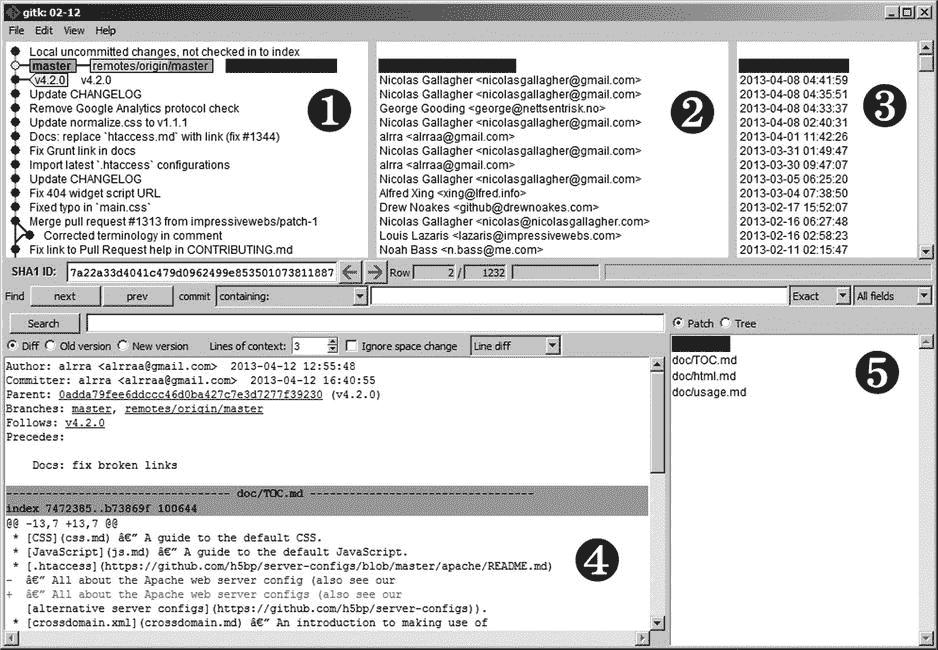 gitk: 02-12
File Edit View Help
Local uncommitted changes, not checked in to index
master remotes/origin/master
v4.2.0 v4.2.0 Nicolas Gallagher <nicolasgallagher@gmail.com> 2013-04-08 04:41:59
Update CHANGELOG Nicolas Gallagher <nicolasgallagher@gmail.com> 2013-04-08 04:35:51
Remove Google Analytics protocol check George Gooding <george@nettsentrisk.no> 2013-04-08 04:33:37
Update normalize.css to v1.1.1 Nicolas Gallagher <nicolasgallagher@gmail.com> 2013-04-08 02:40:31
Docs: replace `htaccess.md` with link (fix #1344) alrra <alrraa@gmail.com> 2013-04-01 11:42:26
Fix Grunt link in docs Nicolas Gallagher <nicolasgallagher@gmail.com> 2013-03-31 01:49:47
Import latest `.htaccess` configurations alrra <alrraa@gmail.com> 2013-03-30 09:47:07
Update CHANGELOG Nicolas Gallagher <nicolasgallagher@gmail.com> 2013-03-05 06:25:20
Fix 404 widget script URL Alfred Xing <xing@lfred.info> 2013-03-04 07:38:50
Fixed typo in `main.css` Drew Noakes <github@drewnoakes.com> 2013-02-17 15:52:07
Merge pull request #1313 from impressivewebs/patch-1 Nicolas Gallagher <nicolas@nicolasgallagher.com> 2013-02-16 06:27:48
Corrected terminology in comment Louis Lazaris <lazaris@impressivewebs.com> 2013-02-16 02:58:23
Fix link to Pull Request help in CONTRIBUTING.md Noah Bass <n.bass@me.com> 2013-02-11 02:15:47
1 2 3
SHA1 ID: 7a22a33d4041c479d0962499e853501073811887 Row 2 / 1232
Find next prev commit containing: Exact All fields
Search
Diff Old version New version Lines of context: 3 Ignore space change Line diff
Author: alrra <alrraa@gmail.com> 2013-04-12 12:55:48
Committer: alrra <alrraa@gmail.com> 2013-04-12 16:40:55
Parent: 0adda79fee6ddccc46d0ba427c7e3d7277f39230 (v4.2.0)
Branches: master, remotes/origin/master
Follows: v4.2.0
Precedes:
Docs: fix broken links
------------------------------- doc/TOC.md -------------------------------
index 7472385..b73869f 100644
@@ -13,7 +13,7 @@
* [CSS](css.md) â€” A guide to the default CSS.
* [JavaScript](js.md) â€” A guide to the default JavaScript.
* [.htaccess](https://github.com/h5bp/server-configs/blob/master/apache/README.md)
- â€” All about the Apache web server config (also see our
+ â€” All about the Apache web server configs (also see our
[alternative server configs](https://github.com/h5bp/server-configs)).
* [crossdomain.xml](crossdomain.md) â€” An introduction to making use of
4
Patch Tree
doc/TOC.md
doc/html.md
doc/usage.md
5